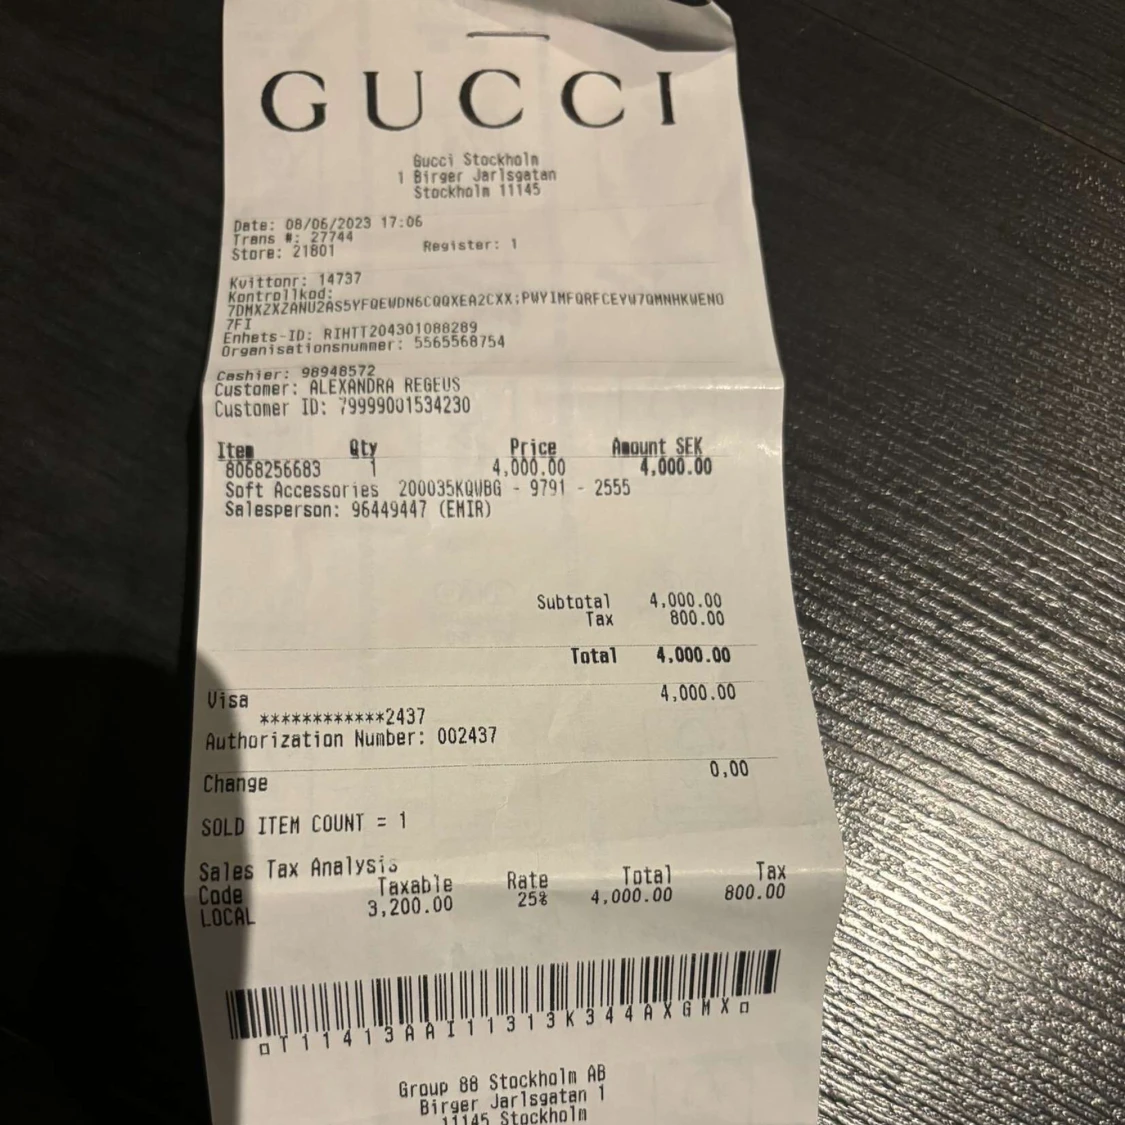 GUCCI
Gucci Stockholm
1 Birger Jarlsgatan
Stockholm 11145
Date: 08/06/2023 17:06
Trans #: 27744
Store: 21801 Register: 1
Kvittonr: 14737
Kontrollkod:
7DMXZXZANU2AS5YFQEWDN6CQQXEA2CXX;PWYIMFQRFCEYW7QMNHKWENO
7FI
Enhets-ID: RIHTT204301088289
Organisationsnummer: 5565568754
Cashier: 98948572
Customer: ALEXANDRA REGEUS
Customer ID: 79999001534230
Item Qty Price Amount SEK
8068256683 1 4,000.00 4,000.00
Soft Accessories 200035KQWBG - 9791 - 2555
Salesperson: 96449447 (EMIR)
Subtotal 4,000.00
Tax 800.00
Total 4,000.00
Visa 4,000.00
************2437
Authorization Number: 002437
Change 0,00
SOLD ITEM COUNT = 1
Sales Tax Analysis
Code Taxable Rate Total Tax
LOCAL 3,200.00 25% 4,000.00 800.00
T11413AAI11313K344AXGMX
Group 88 Stockholm AB
Birger Jarlsgatan 1
11145 Stockholm